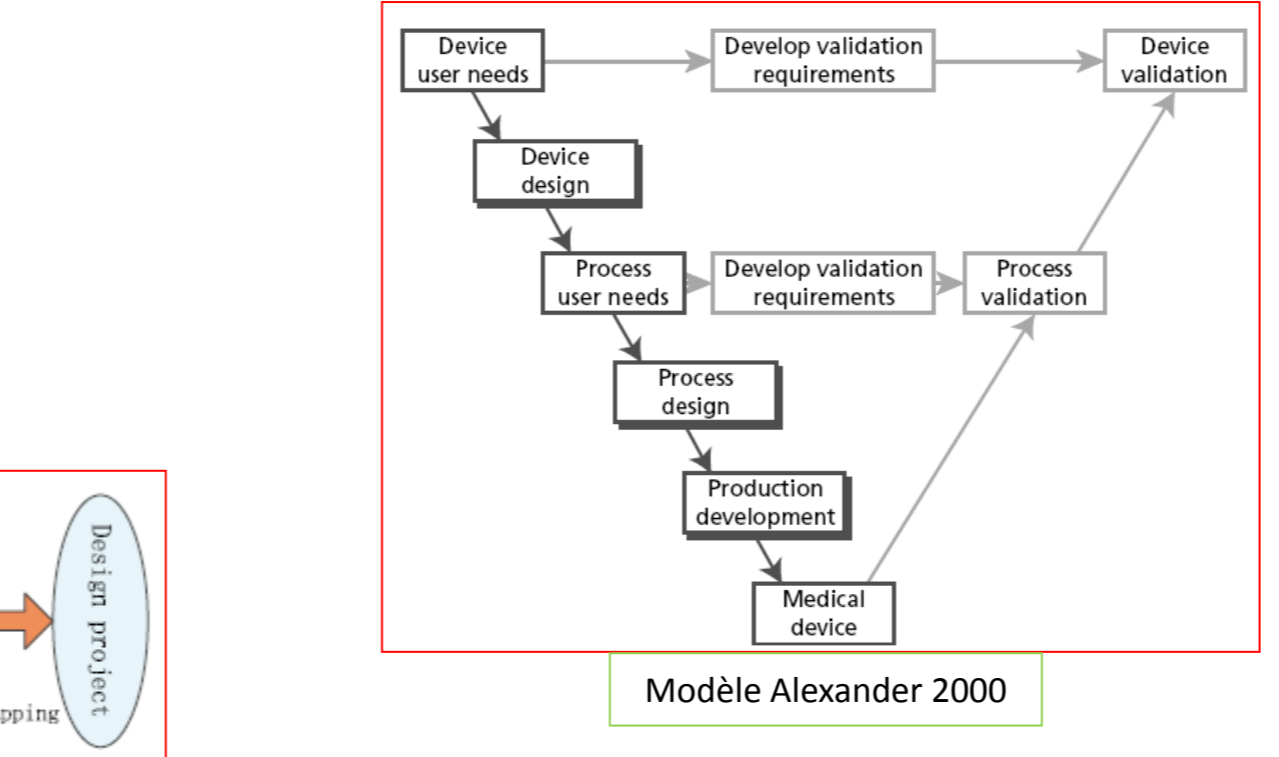 Device
user needs
Develop validation
requirements
Device
validation
Device
design
Process
user needs
Develop validation
requirements
Process
validation
Process
design
Production
development
Medical
device
Modèle Alexander 2000
Design project
pping